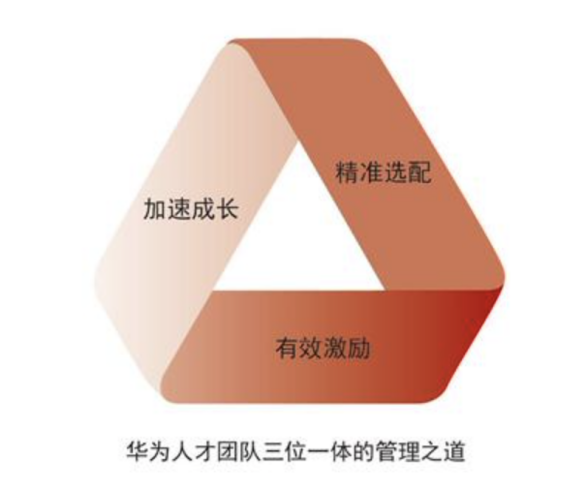 精准选配
加速成长
有效激励
华为人才团队三位一体的管理之道